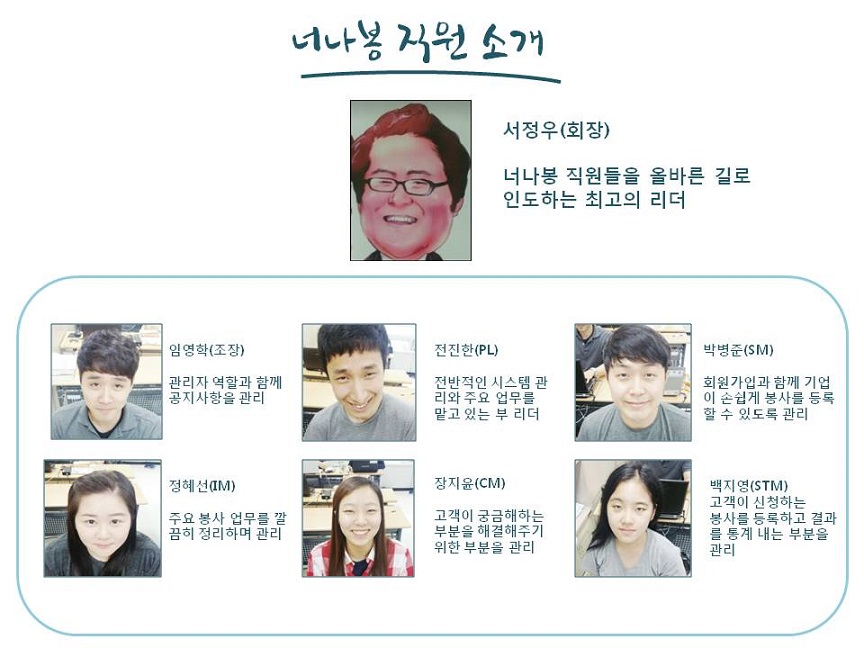 너나봉 직원 소개
서정우(회장)
너나봉 직원들을 올바른 길로
인도하는 최고의 리더
임영학(조장)
관리자 역할과 함께
공지사항을 관리
전진한(PL)
전반적인 시스템 관
리와 주요 업무를
맡고 있는 부 리더
박병준(SM)
회원가입과 함께 기업
이 손쉽게 봉사를 등록
할 수 있도록 관리
정혜선(IM)
주요 봉사 업무를 깔
끔히 정리하며 관리
장지윤(CM)
고객이 궁금해하는
부분을 해결해주기
위한 부분을 관리
백지영(STM)
고객이 신청하는
봉사를 등록하고 결과
를 통계 내는 부분을
관리